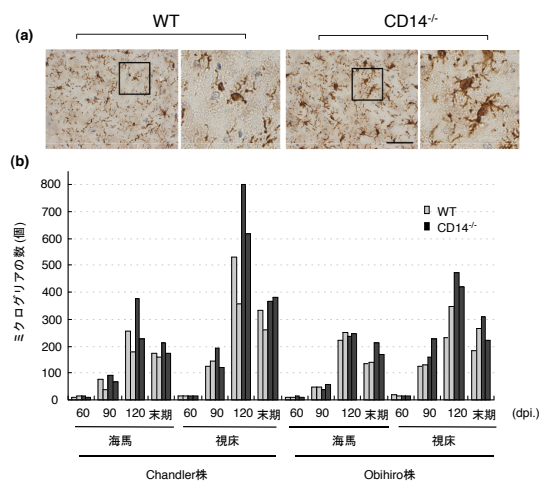 WT CD14-/-
(a)
(b)
ミクログリアの数 (個)
800
700
600
500
400
300
200
100
0
WT
CD14-/-
60 90 120 末期 60 90 120 末期 60 90 120 末期 60 90 120 末期 (dpi.)
海馬 視床 海馬 視床
Chandler株 Obihiro株